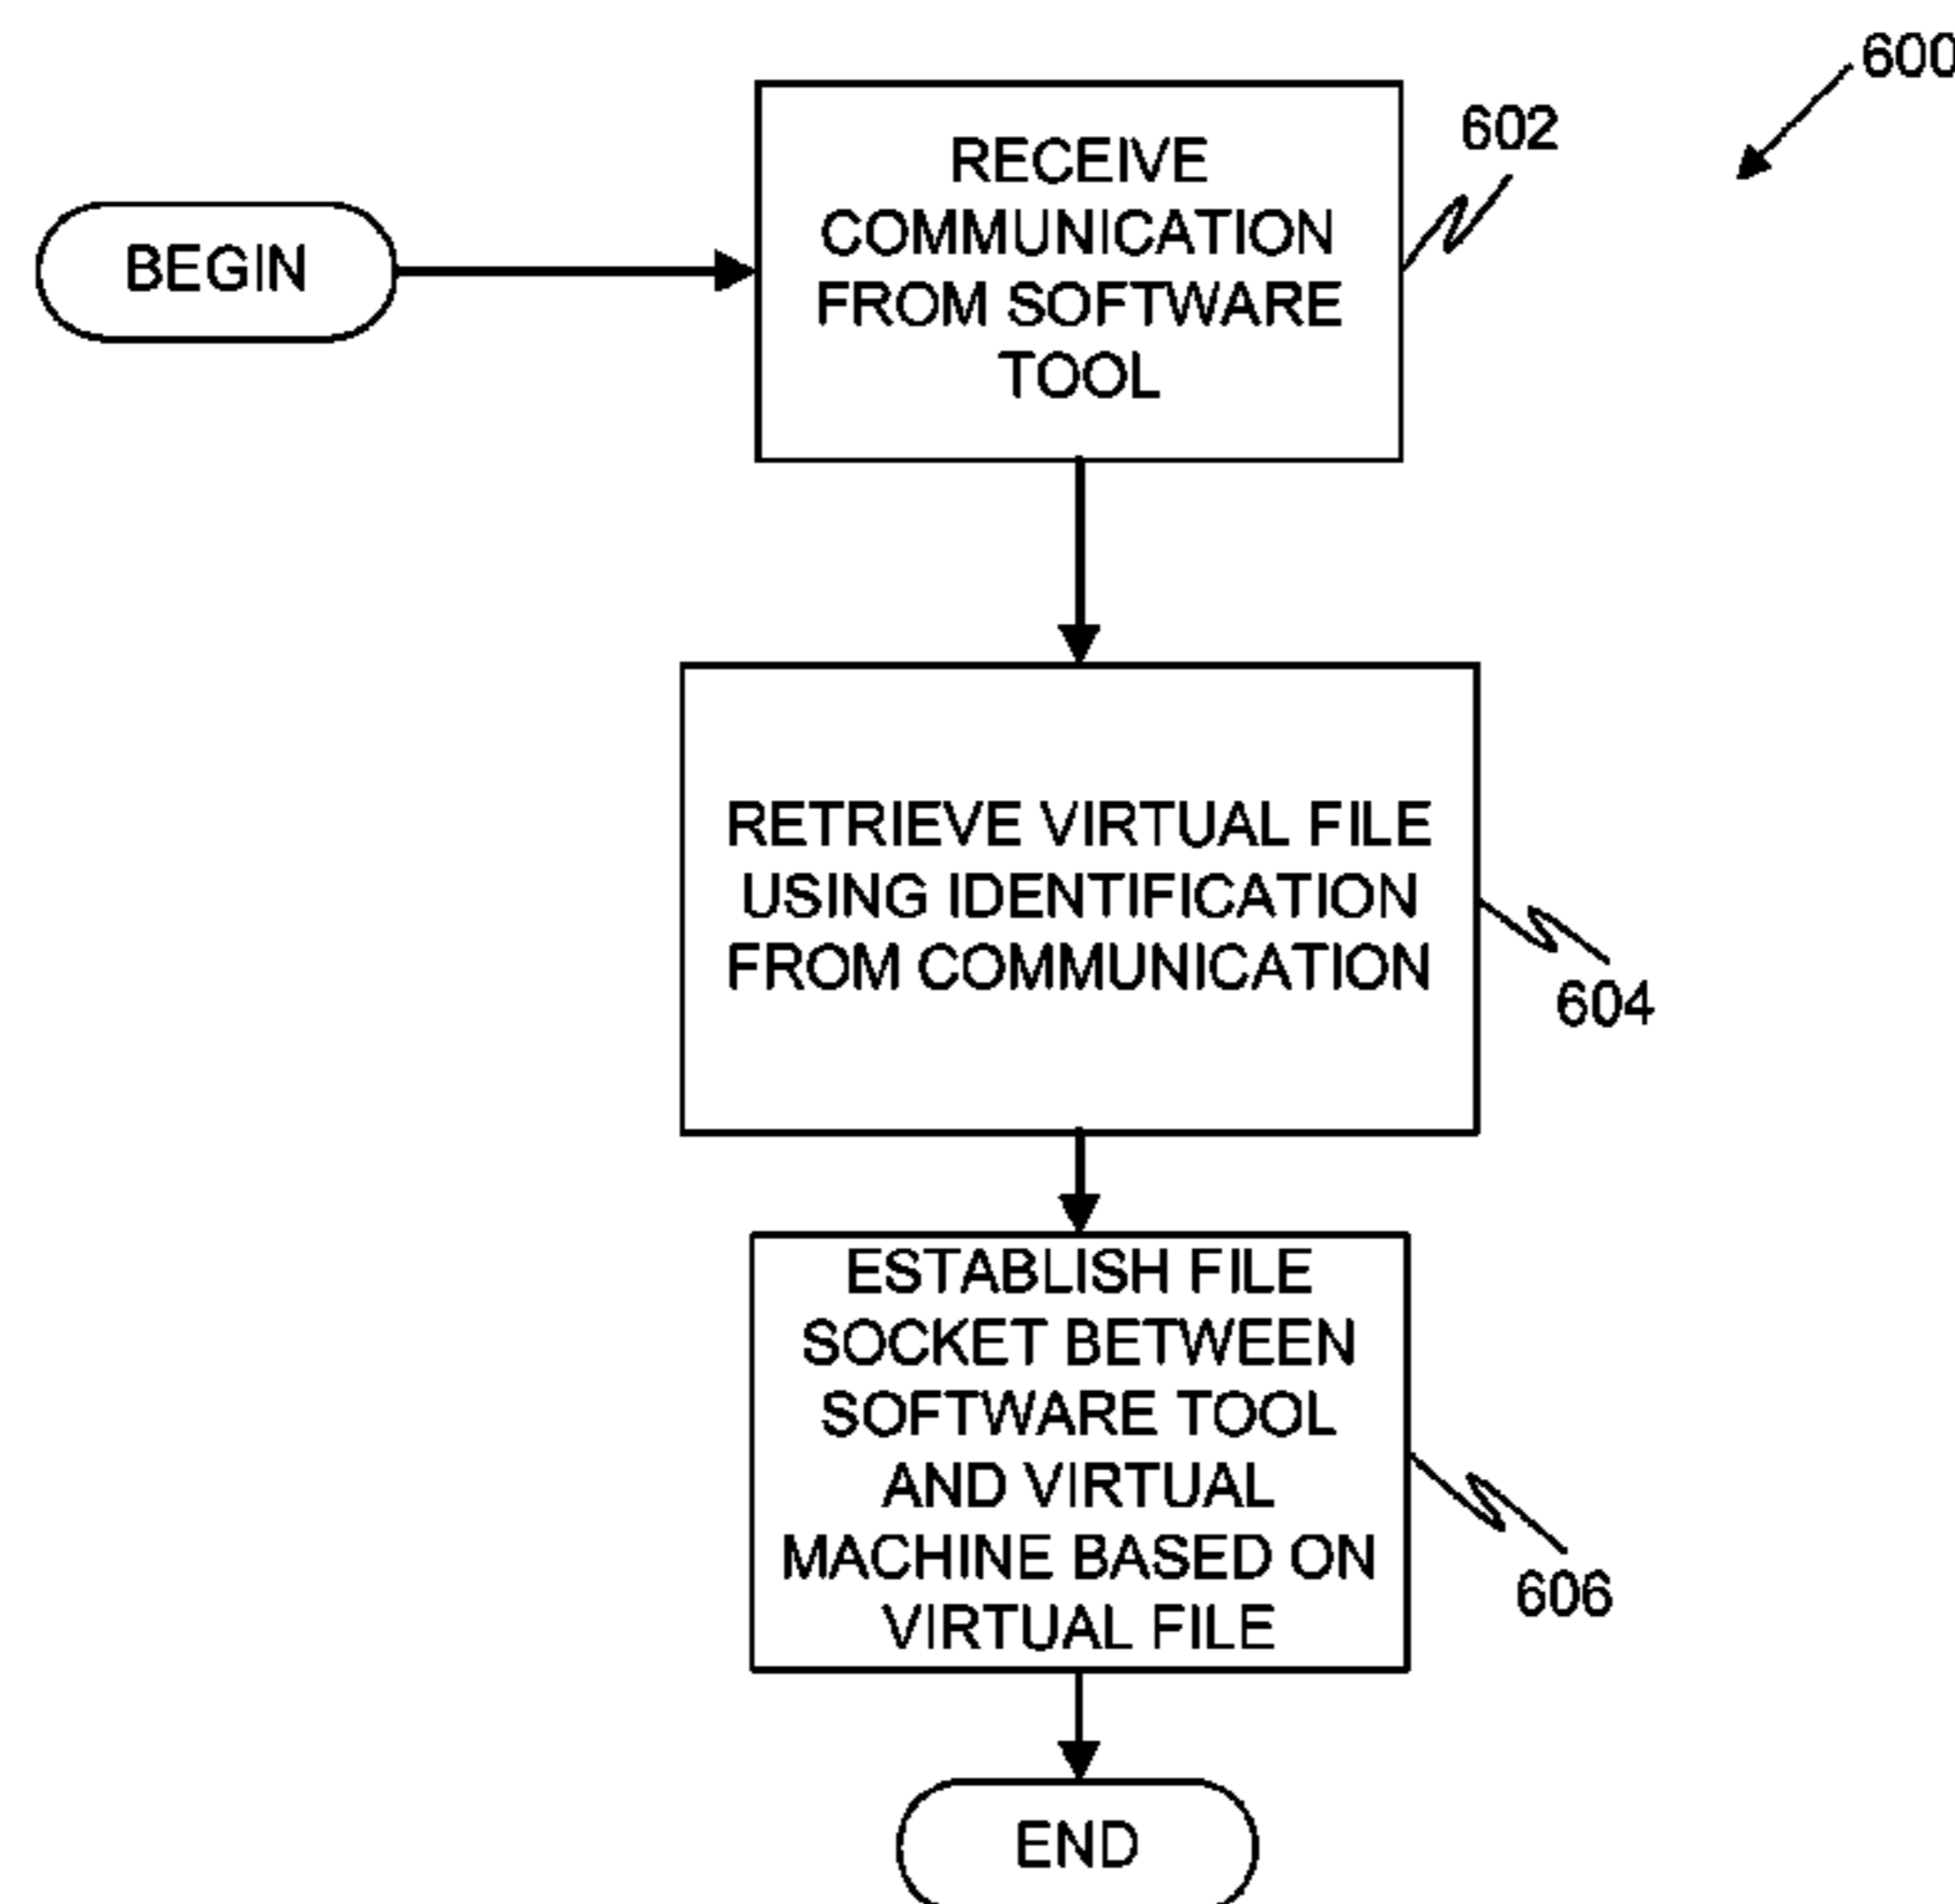 600
602
BEGIN
RECEIVE
COMMUNICATION
FROM SOFTWARE
TOOL
RETRIEVE VIRTUAL FILE
USING IDENTIFICATION
FROM COMMUNICATION
604
ESTABLISH FILE
SOCKET BETWEEN
SOFTWARE TOOL
AND VIRTUAL
MACHINE BASED ON
VIRTUAL FILE
606
END